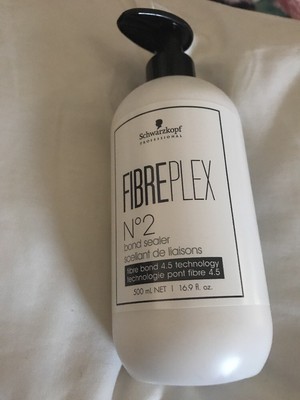 Schwarzkopf
PROFESSIONAL
FIBREPLEX
N°2
bond sealer
scellant de liaisons
fibre bond 4.5 technology
technologie pont fibre 4.5
500 mL NET | 16.9 fl. oz.